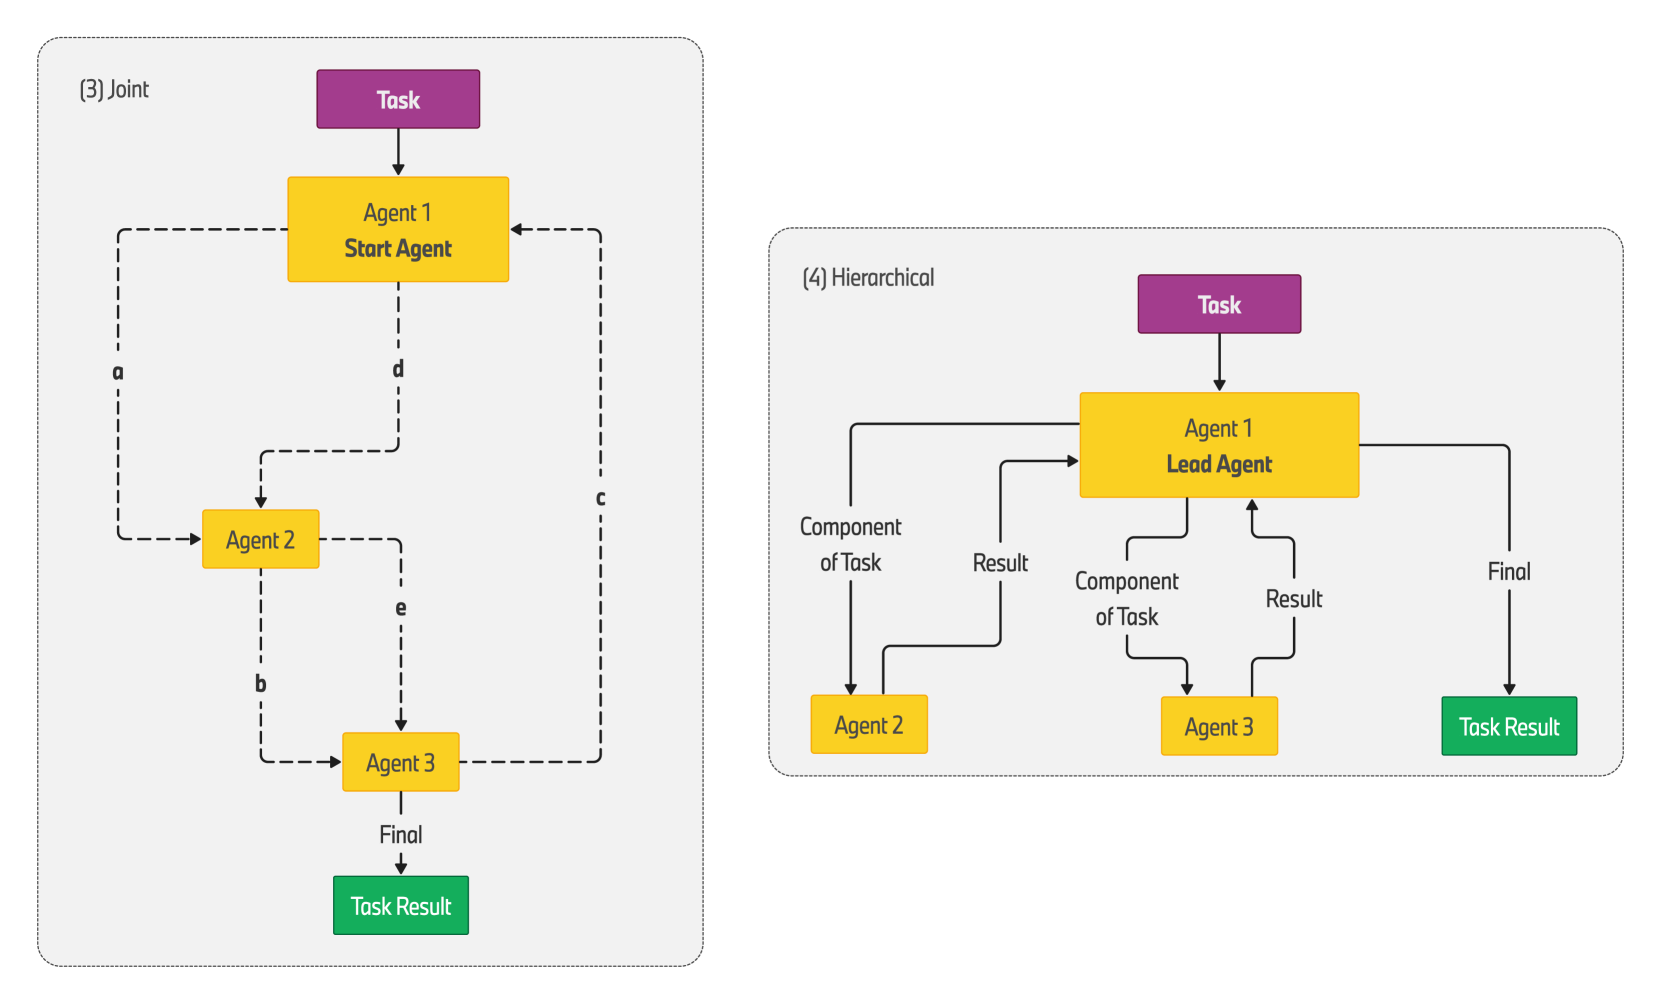 (3) Joint
Task
Agent 1
Start Agent
a
d
c
Agent 2
e
b
Agent 3
Final
Task Result
(4) Hierarchical
Task
Agent 1
Lead Agent
Component
of Task
Result
Component
of Task
Result
Final
Agent 2
Agent 3
Task Result